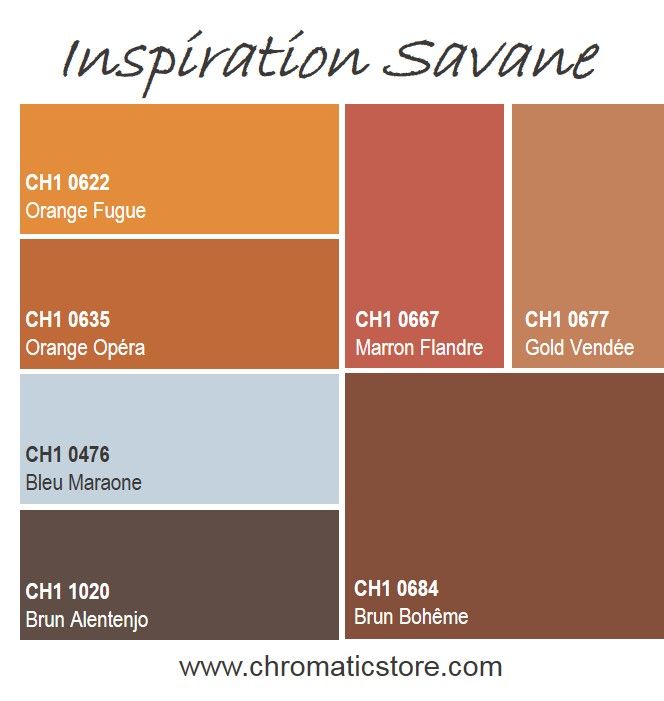 Inspiration Savane
CH1 0622
Orange Fugue
CH1 0635
Orange Opéra
CH1 0667
Marron Flandre
CH1 0677
Gold Vendée
CH1 0476
Bleu Maraone
CH1 1020
Brun Alentenjo
CH1 0684
Brun Bohême
www.chromaticstore.com